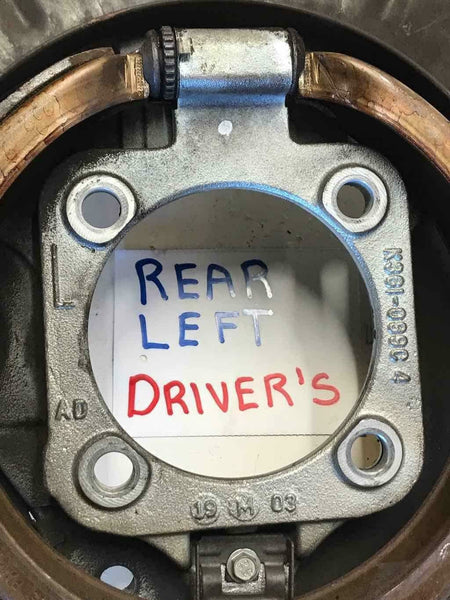 REAR
LEFT
DRIVER'S
L
AD
19 03